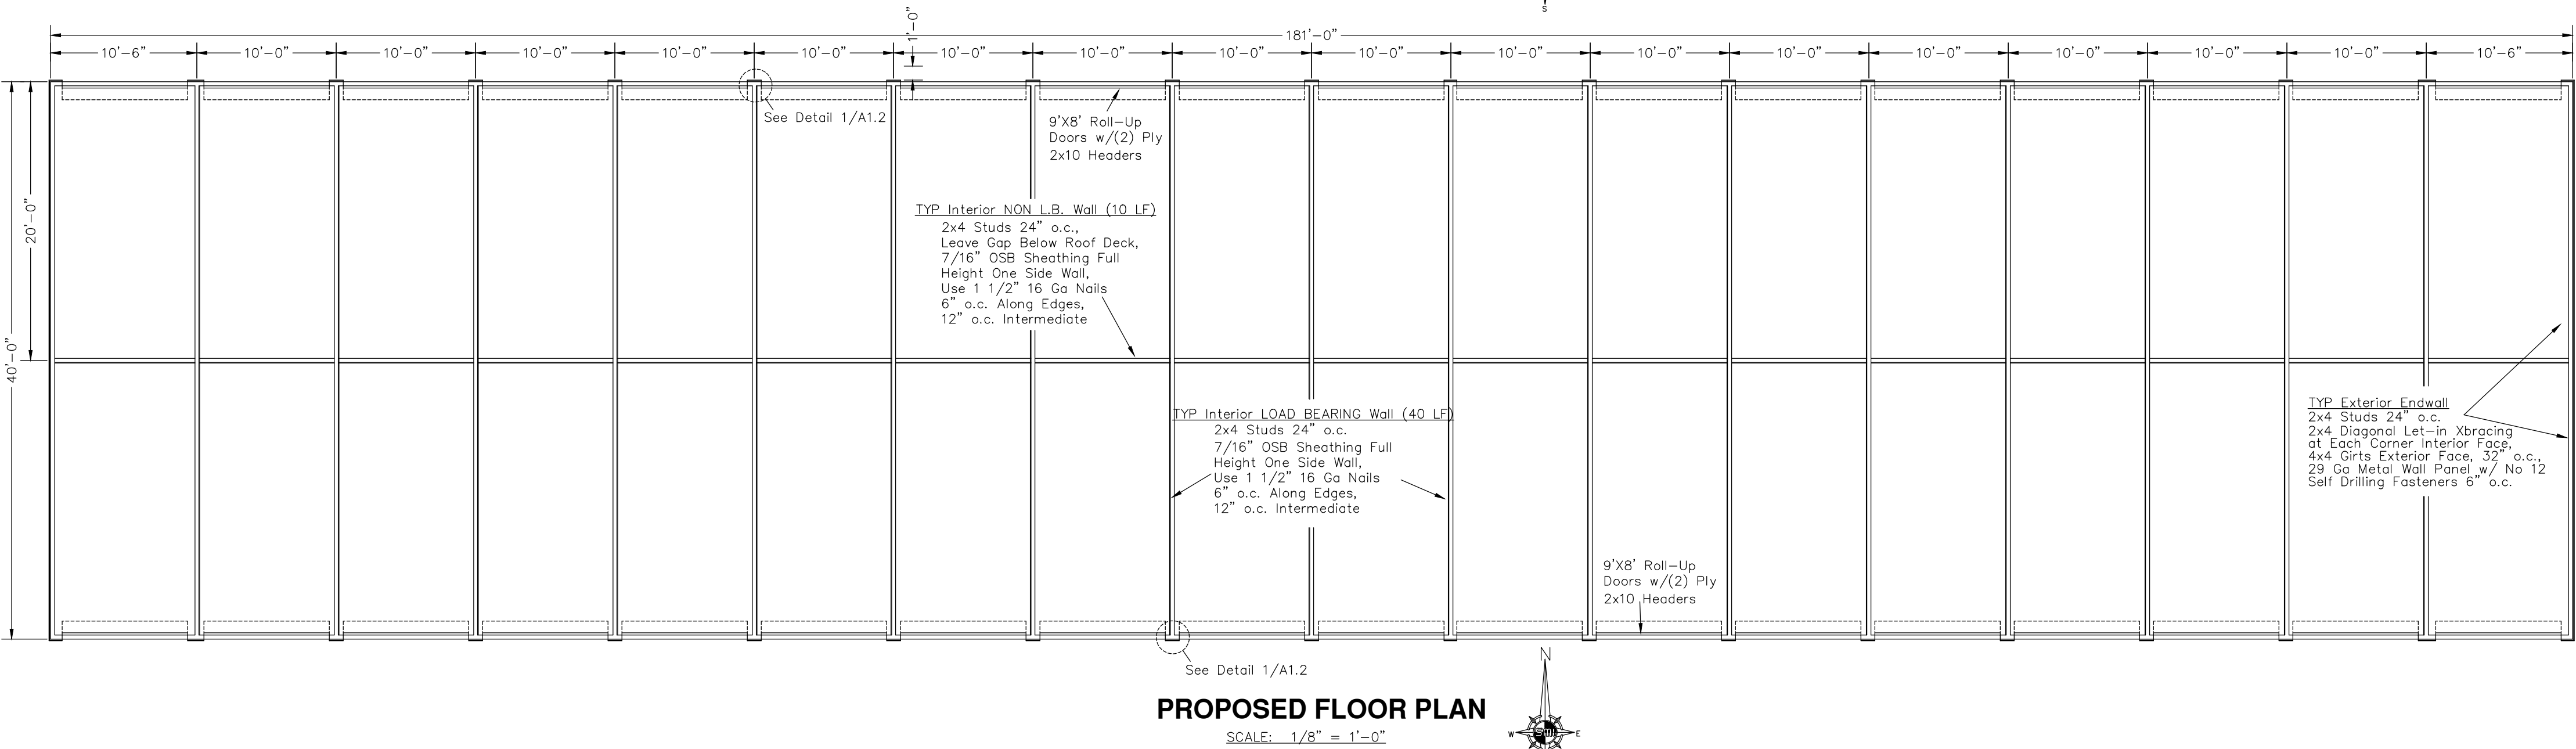 S
1'-0"
181'-0"
10'-6" 10'-0" 10'-0" 10'-0" 10'-0" 10'-0" 10'-0" 10'-0" 10'-0" 10'-0" 10'-0" 10'-0" 10'-0" 10'-0" 10'-0" 10'-0" 10'-0" 10'-6"
See Detail 1/A1.2
9'X8' Roll-Up
Doors w/(2) Ply
2x10 Headers
20'-0"
40'-0"
TYP Interior NON L.B. Wall (10 LF)
2x4 Studs 24" o.c.,
Leave Gap Below Roof Deck,
7/16" OSB Sheathing Full
Height One Side Wall,
Use 1 1/2" 16 Ga Nails
6" o.c. Along Edges,
12" o.c. Intermediate
TYP Interior LOAD BEARING Wall (40 LF)
2x4 Studs 24" o.c.
7/16" OSB Sheathing Full
Height One Side Wall,
Use 1 1/2" 16 Ga Nails
6" o.c. Along Edges,
12" o.c. Intermediate
TYP Exterior Endwall
2x4 Studs 24" o.c.
2x4 Diagonal Let-in Xbracing
at Each Corner Interior Face,
4x4 Girts Exterior Face, 32" o.c.,
29 Ga Metal Wall Panel w/ No 12
Self Drilling Fasteners 6" o.c.
9'X8' Roll-Up
Doors w/(2) Ply
2x10 Headers
See Detail 1/A1.2
PROPOSED FLOOR PLAN
SCALE: 1/8" = 1'-0"
N
W E